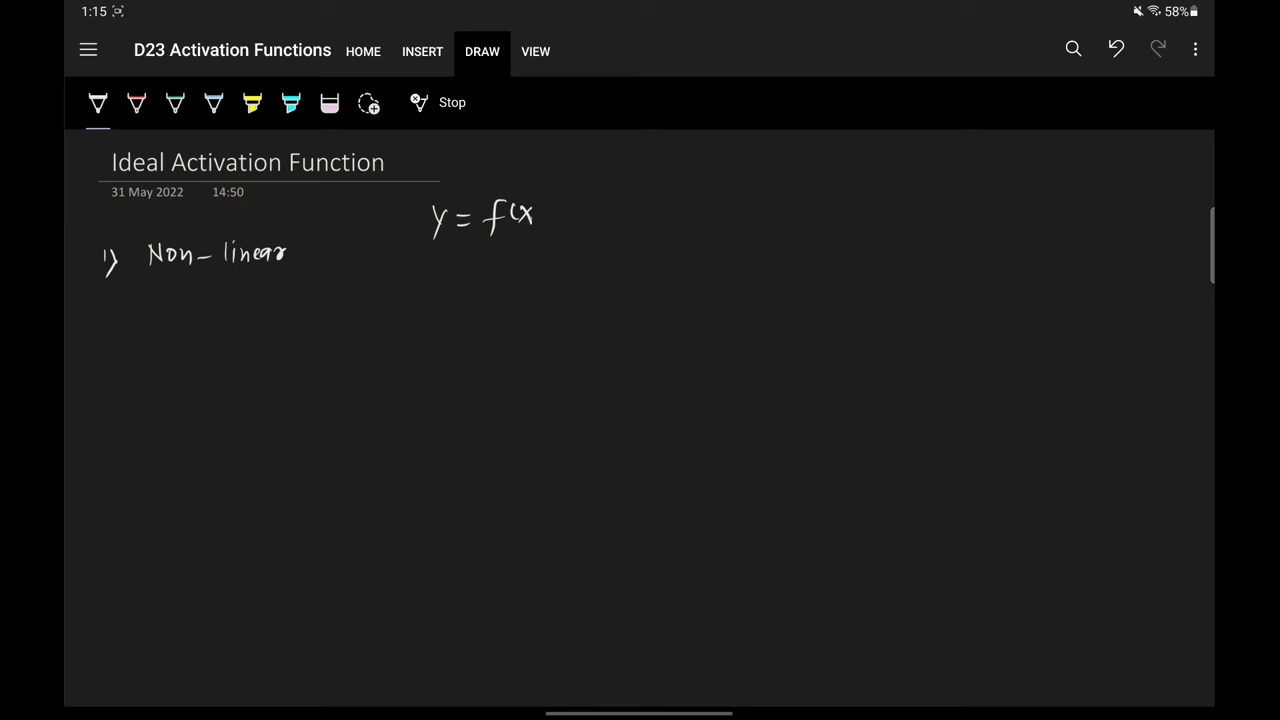 1:15 58%
D23 Activation Functions HOME INSERT DRAW VIEW
Stop
Ideal Activation Function
31 May 2022 14:50
y = f(x
1) Non-linear